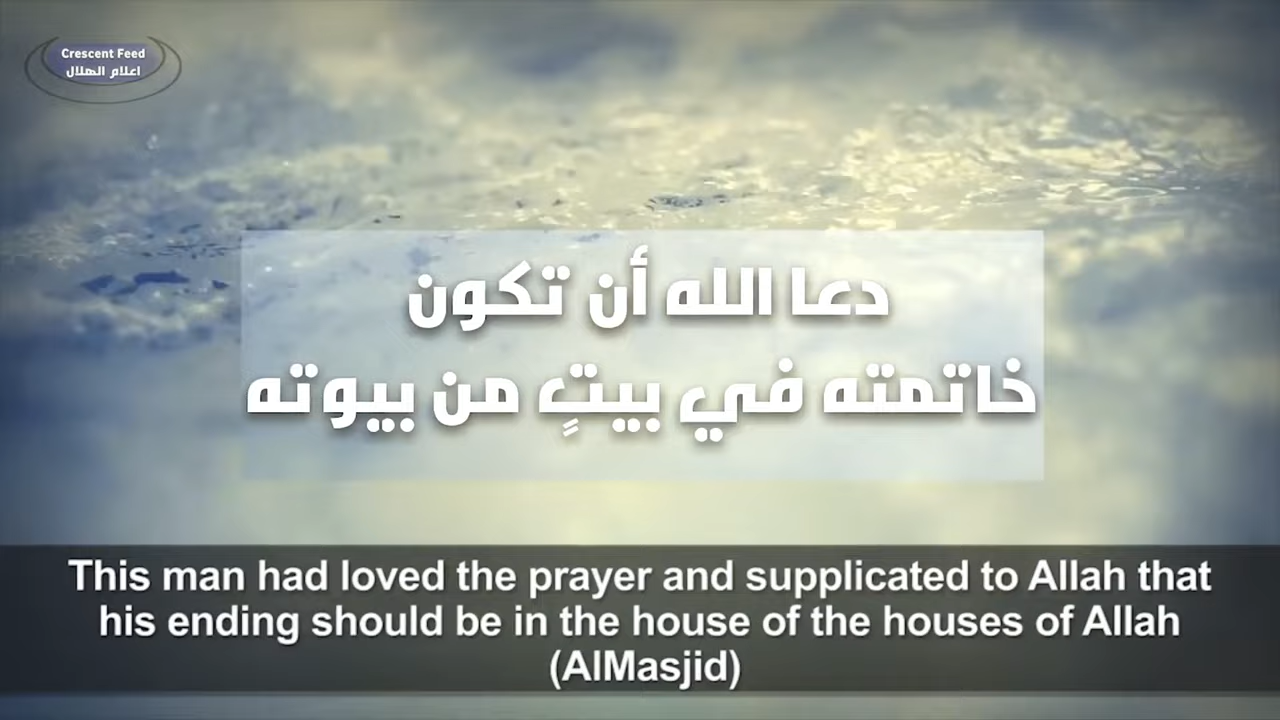 Crescent Feed
اعلام الهلال
دعا الله أن تكون
خاتمته في بيتٍ من بيوته
This man had loved the prayer and supplicated to Allah that
his ending should be in the house of the houses of Allah
(AlMasjid)